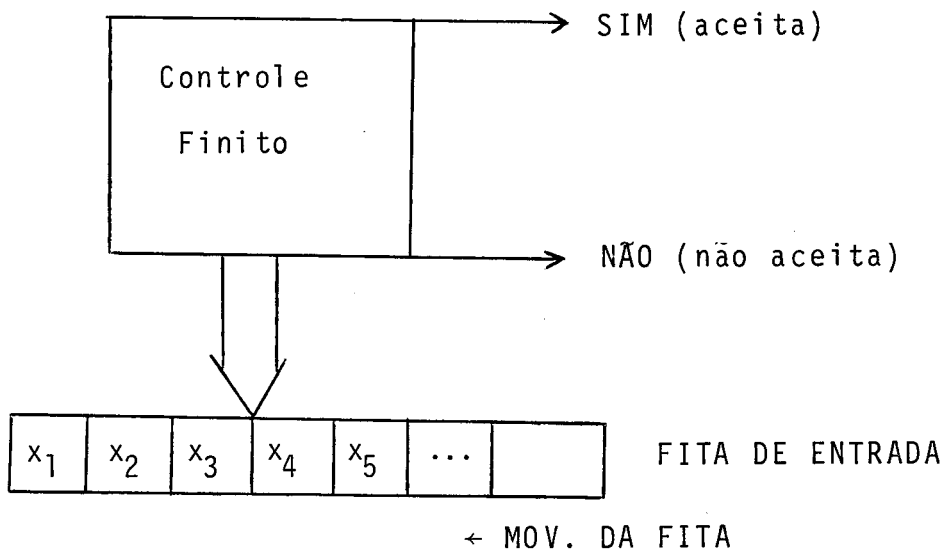 SIM (aceita)
Controle
Finito
NÃO (não aceita)
x1 x2 x3 x4 x5 ...
FITA DE ENTRADA
← MOV. DA FITA